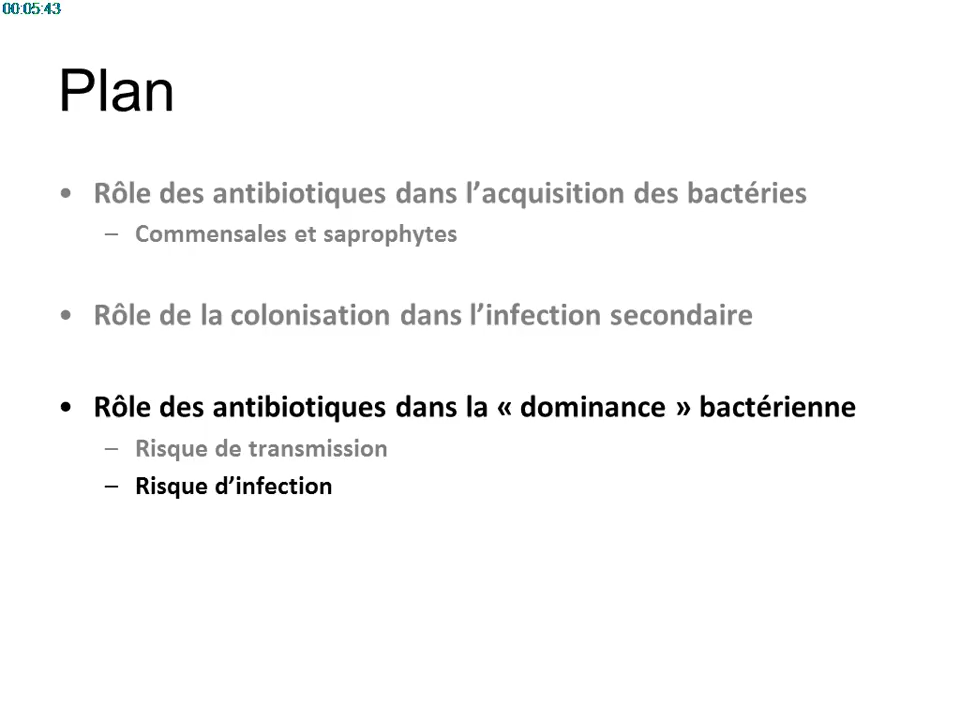 00:05:43
Plan
• Rôle des antibiotiques dans l’acquisition des bactéries
– Commensales et saprophytes
• Rôle de la colonisation dans l’infection secondaire
• Rôle des antibiotiques dans la « dominance » bactérienne
– Risque de transmission
– Risque d’infection